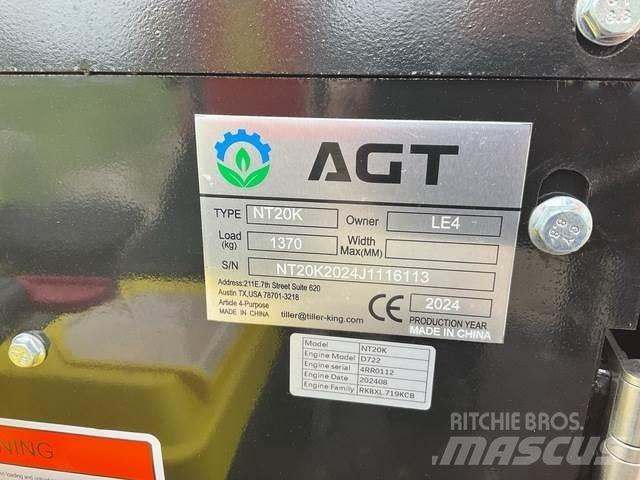 AGT
TYPE NT20K Owner LE4
Load (kg) 1370 Width Max(MM)
S/N NT20K2024J1116113
Address:211E.7th Street Suite 620
Austin TX,USA 78701-3218
Article 4-Purpose
MADE IN CHINA tiller@tiller-king.com
CE 2024
PRODUCTION YEAR
MADE IN CHINA
Model NT20K
Engine Model D722
Engine serial 4RR0112
Engine Date 202408
Engine Family RKBXL.719KCB
8.8
RITCHIE BROS.
MASCUS